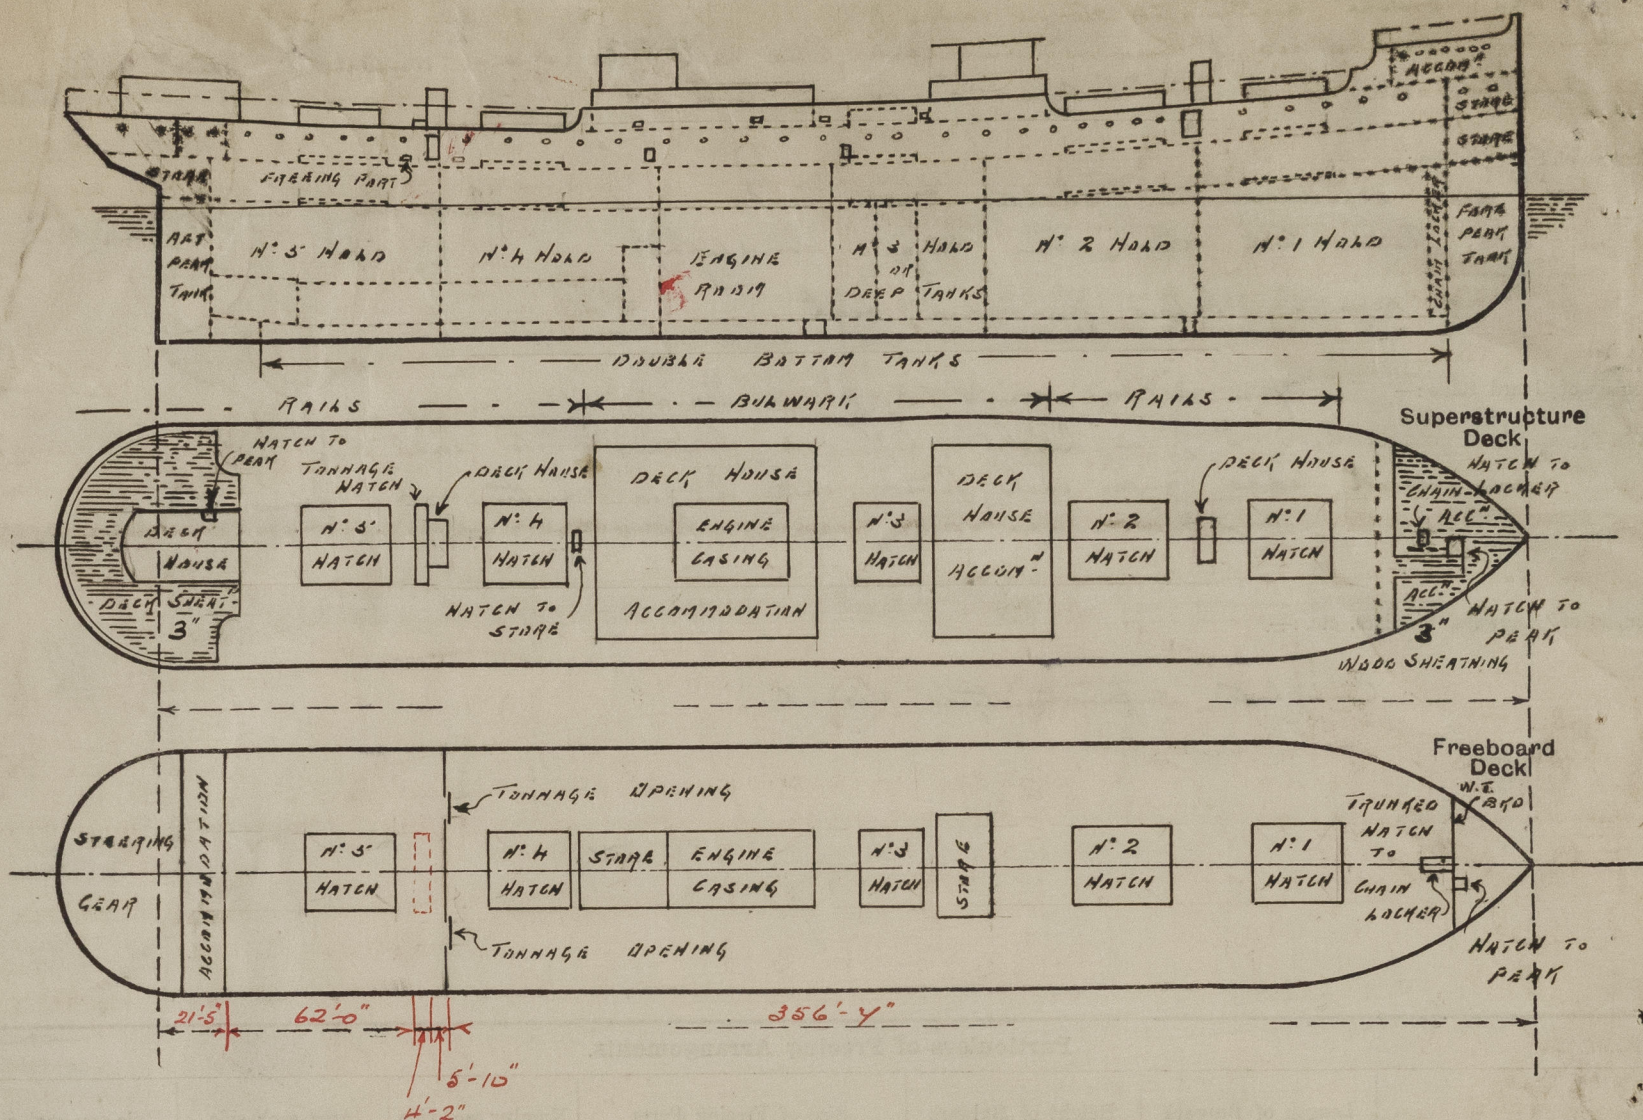 ACCOMN
STORE
STORE
STORE
FREEING PORT
AFT PEAK TANK
No. 5 HOLD
No. 4 HOLD
ENGINE ROOM
No. 3 HOLD
OR
DEEP TANKS
No. 2 HOLD
No. 1 HOLD
CHAIN LOCKER
FORE PEAK TANK
DOUBLE BOTTOM TANKS
RAILS
BULWARK
RAILS
Superstructure
Deck
HATCH TO
PEAK
TONNAGE
HATCH
DECK HOUSE
DECK HOUSE
DECK
HOUSE
ACCOMN
DECK HOUSE
HATCH TO
CHAIN LOCKER
ACCN
DECK
HOUSE
No. 5
HATCH
No. 4
HATCH
ENGINE
CASING
No. 3
HATCH
No. 2
HATCH
No. 1
HATCH
DECK SHEATG
3"
HATCH TO
STORE
ACCOMMODATION
ACCN
3"
HATCH TO
PEAK
WOOD SHEATHING
Freeboard
Deck
W.T.
BKD
TONNAGE OPENING
TRUNKED
HATCH
TO
CHAIN
LOCKER
STEERING
GEAR
ACCOMMODATION
No. 5
HATCH
No. 4
HATCH
STORE
ENGINE
CASING
No. 3
HATCH
STORE
No. 2
HATCH
No. 1
HATCH
TONNAGE OPENING
HATCH TO
PEAK
21'-5"
62'-0"
356'-4"
5'-10"
4'-2"